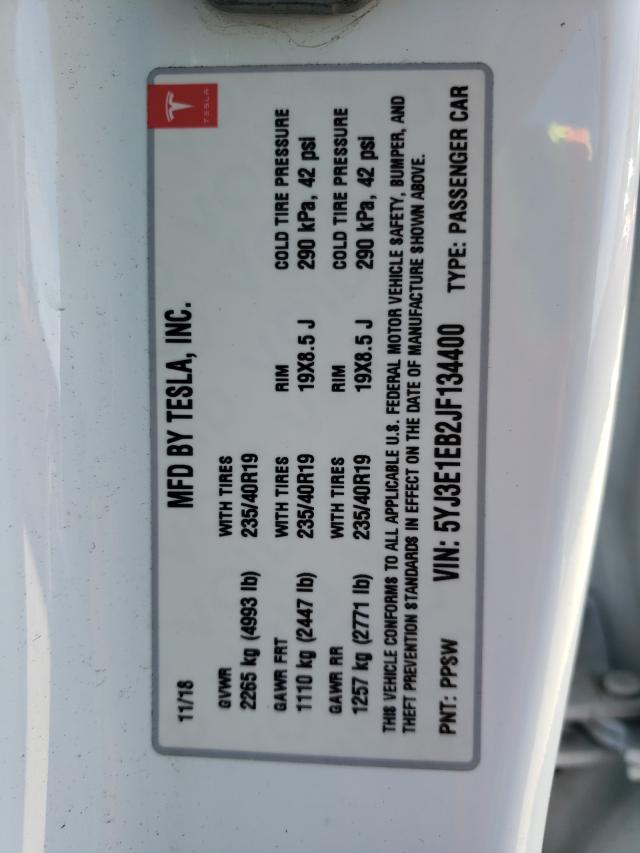 TESLA
11/18 MFD BY TESLA, INC.
GVWR WITH TIRES
2265 kg (4993 lb) 235/40R19
GAWR FRT WITH TIRES RIM COLD TIRE PRESSURE
1110 kg (2447 lb) 235/40R19 19X8.5 J 290 kPa, 42 psi
GAWR RR WITH TIRES RIM COLD TIRE PRESSURE
1257 kg (2771 lb) 235/40R19 19X8.5 J 290 kPa, 42 psi
THIS VEHICLE CONFORMS TO ALL APPLICABLE U.S. FEDERAL MOTOR VEHICLE SAFETY, BUMPER, AND
THEFT PREVENTION STANDARDS IN EFFECT ON THE DATE OF MANUFACTURE SHOWN ABOVE.
PNT: PPSW VIN: 5YJ3E1EB2JF134400 TYPE: PASSENGER CAR